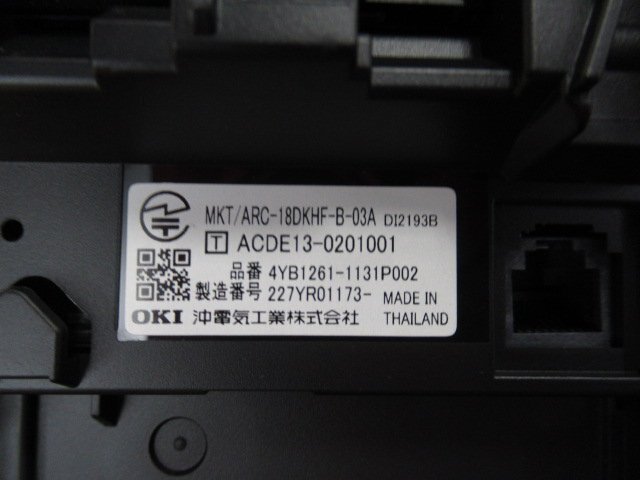 MKT/ARC-18DKHF-B-03A DI2193B
T ACDE13-0201001
品番 4YB1261-1131P002
製造番号 227YR01173- MADE IN
OKI 沖電気工業株式会社 THAILAND